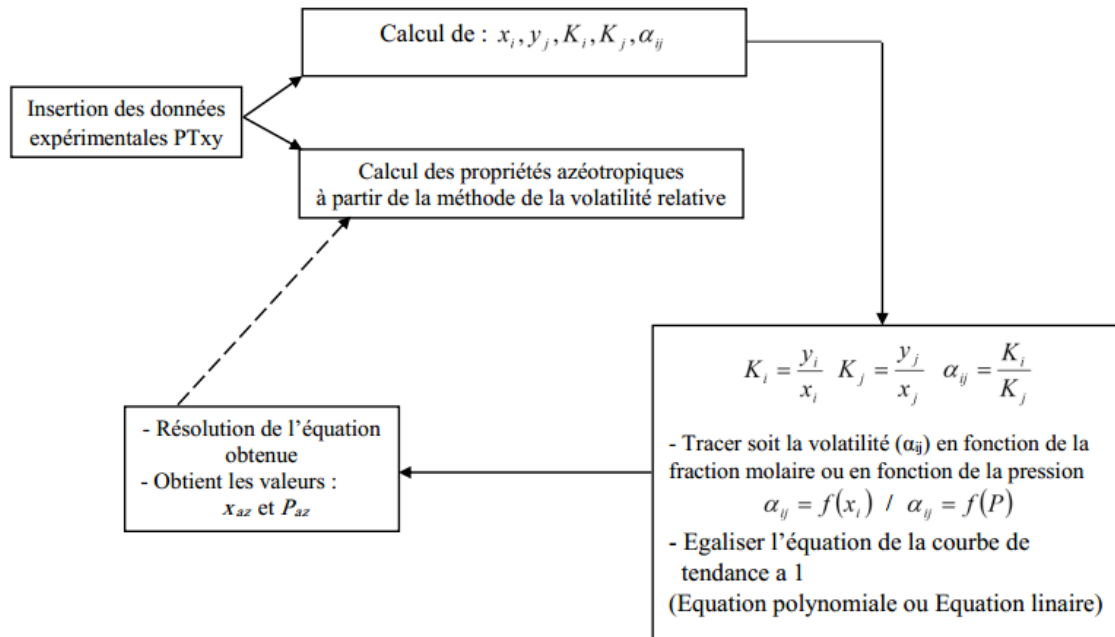 Calcul de : x_i, y_j, K_i, K_j, α_ij
Insertion des données
expérimentales PTxy
Calcul des propriétés azéotropiques
à partir de la méthode de la volatilité relative
K_i = y_i / x_i  K_j = y_j / x_j  α_ij = K_i / K_j
- Tracer soit la volatilité (α_ij) en fonction de la
fraction molaire ou en fonction de la pression
α_ij = f(x_i) / α_ij = f(P)
- Egaliser l’équation de la courbe de
tendance a 1
(Equation polynomiale ou Equation linaire)
- Résolution de l’équation
obtenue
- Obtient les valeurs :
x_az et P_az